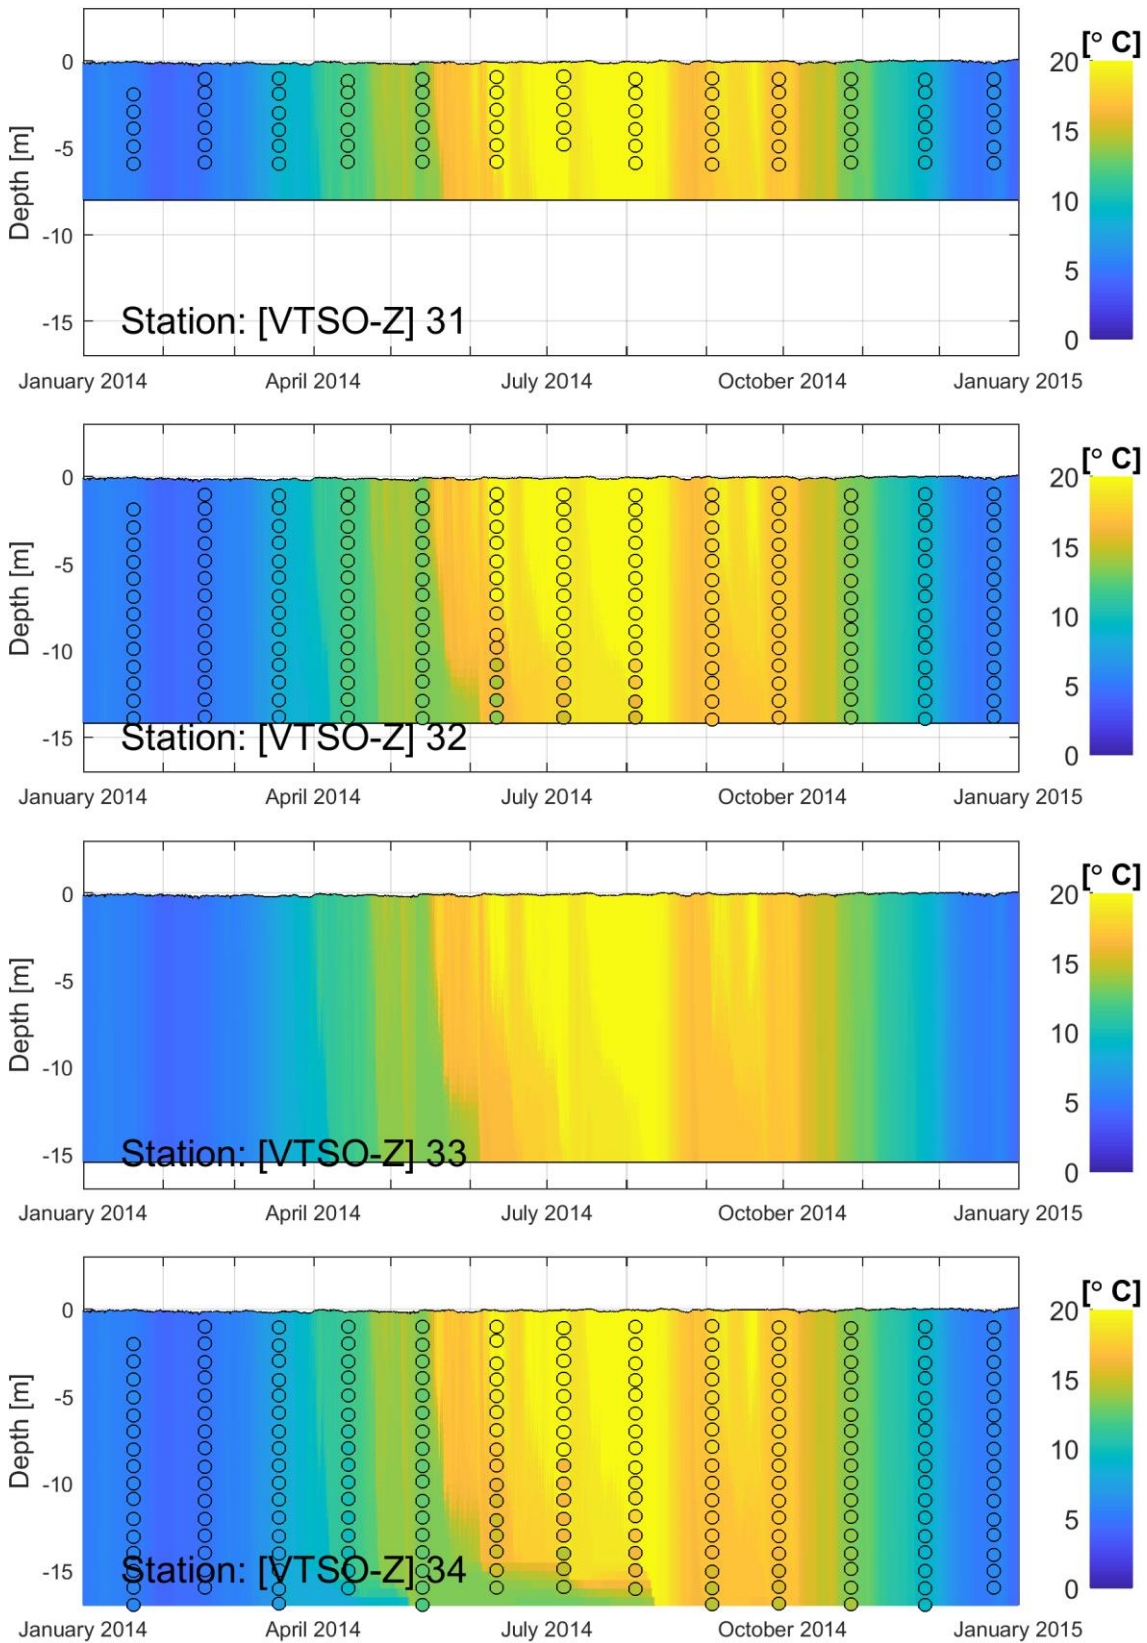 [° C]
20
15
10
5
0
0
-5
-10
-15
Depth [m]
Station: [VTSO-Z] 31
January 2014 April 2014 July 2014 October 2014 January 2015
[° C]
20
15
10
5
0
0
-5
-10
-15
Depth [m]
Station: [VTSO-Z] 32
January 2014 April 2014 July 2014 October 2014 January 2015
[° C]
20
15
10
5
0
0
-5
-10
-15
Depth [m]
Station: [VTSO-Z] 33
January 2014 April 2014 July 2014 October 2014 January 2015
[° C]
20
15
10
5
0
0
-5
-10
-15
Depth [m]
Station: [VTSO-Z] 34
January 2014 April 2014 July 2014 October 2014 January 2015